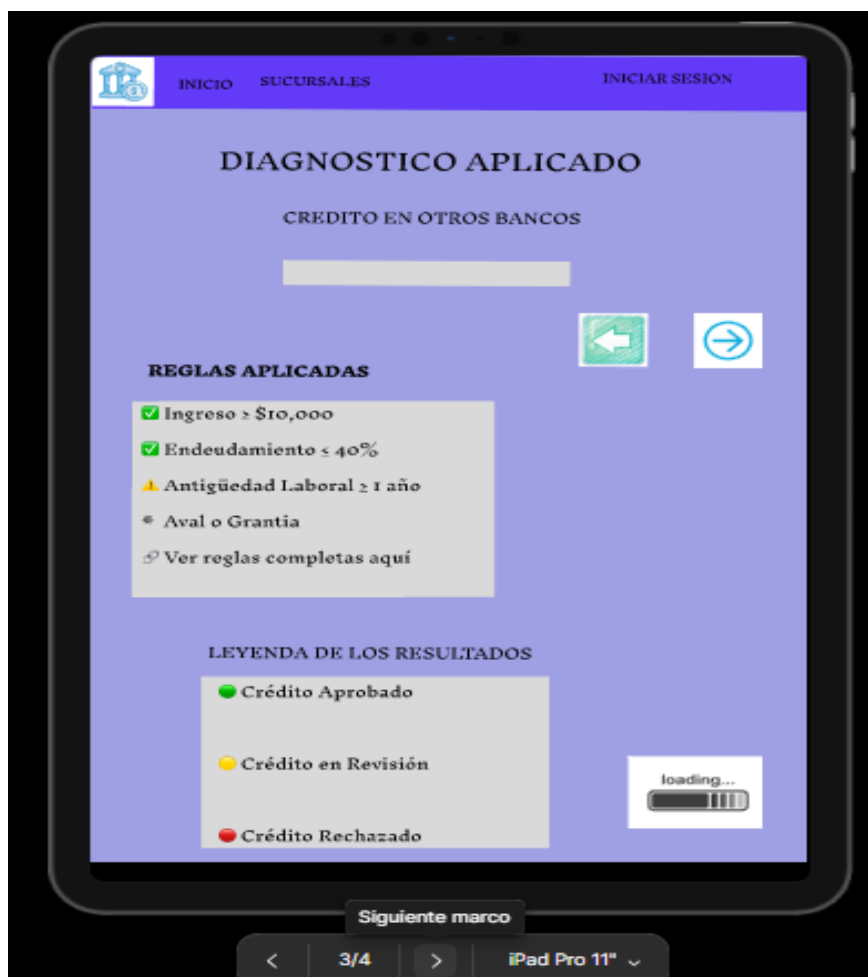 INICIO SUCURSALES INICIAR SESION
DIAGNOSTICO APLICADO
CREDITO EN OTROS BANCOS
REGLAS APLICADAS
✅ Ingreso ≥ $10,000
✅ Endeudamiento ≤ 40%
⚠️ Antigüedad Laboral ≥ 1 año
Aval o Grantia
🔗 Ver reglas completas aquí
LEYENDA DE LOS RESULTADOS
🟢 Crédito Aprobado
🟡 Crédito en Revisión
loading...
🔴 Crédito Rechazado
Siguiente marco
< 3/4 > iPad Pro 11"